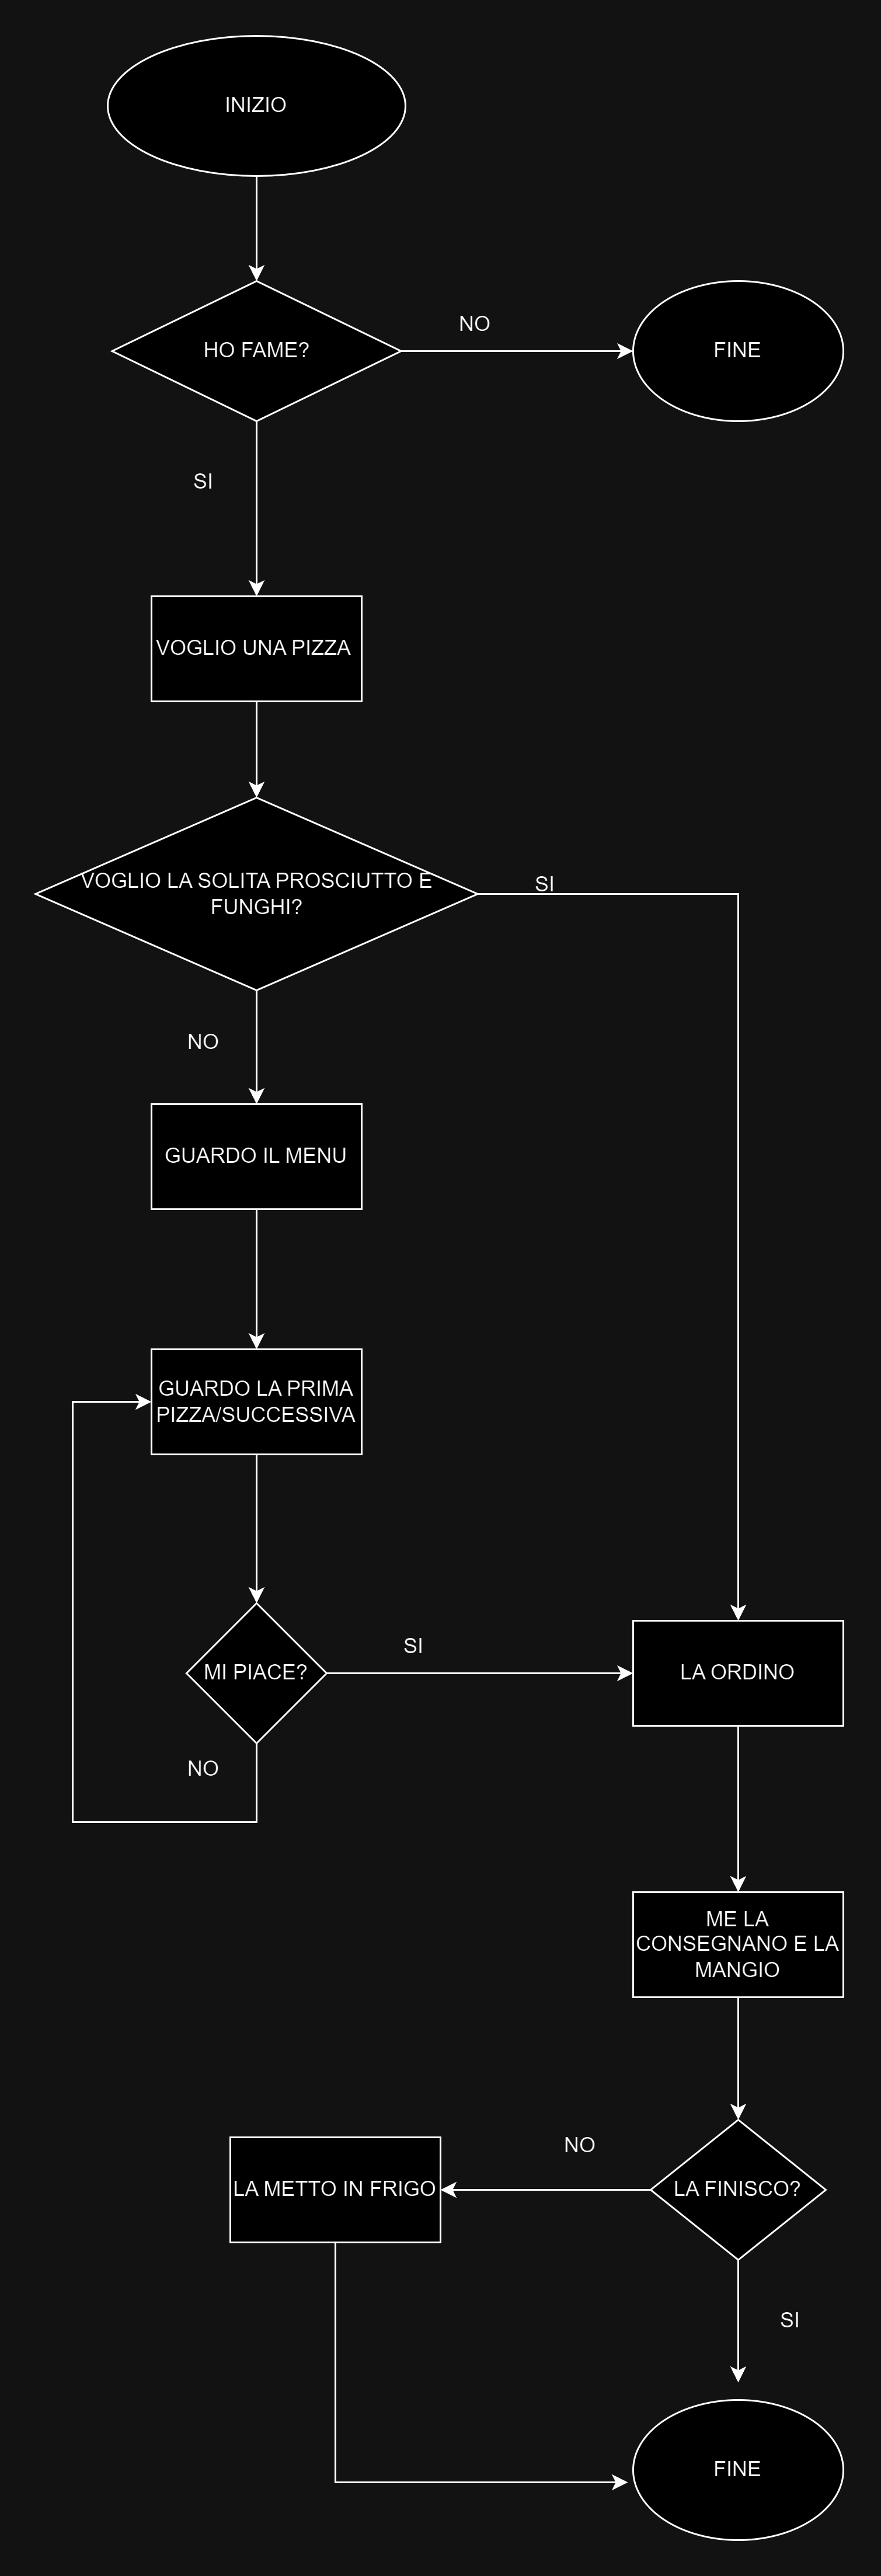 INIZIO
HO FAME?
NO
FINE
SI
VOGLIO UNA PIZZA
VOGLIO LA SOLITA PROSCIUTTO E
FUNGHI?
SI
NO
GUARDO IL MENU
GUARDO LA PRIMA
PIZZA/SUCCESSIVA
MI PIACE?
SI
LA ORDINO
NO
ME LA
CONSEGNANO E LA
MANGIO
LA FINISCO?
NO
LA METTO IN FRIGO
SI
FINE